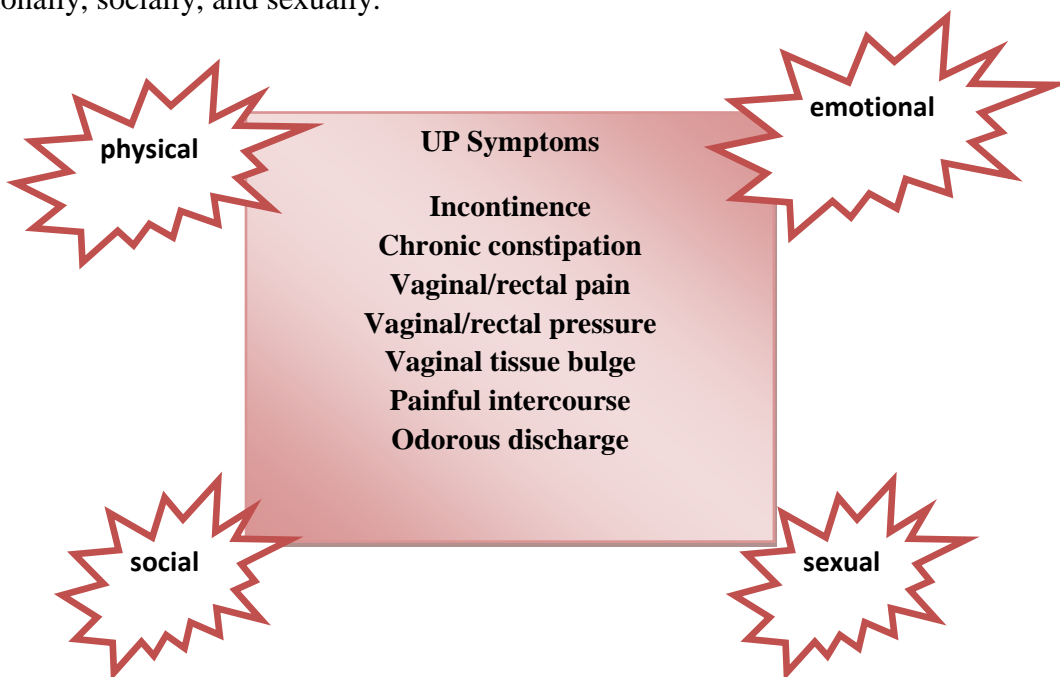 socially, and sexually.
physical
emotional
UP Symptoms
Incontinence
Chronic constipation
Vaginal/rectal pain
Vaginal/rectal pressure
Vaginal tissue bulge
Painful intercourse
Odorous discharge
social
sexual